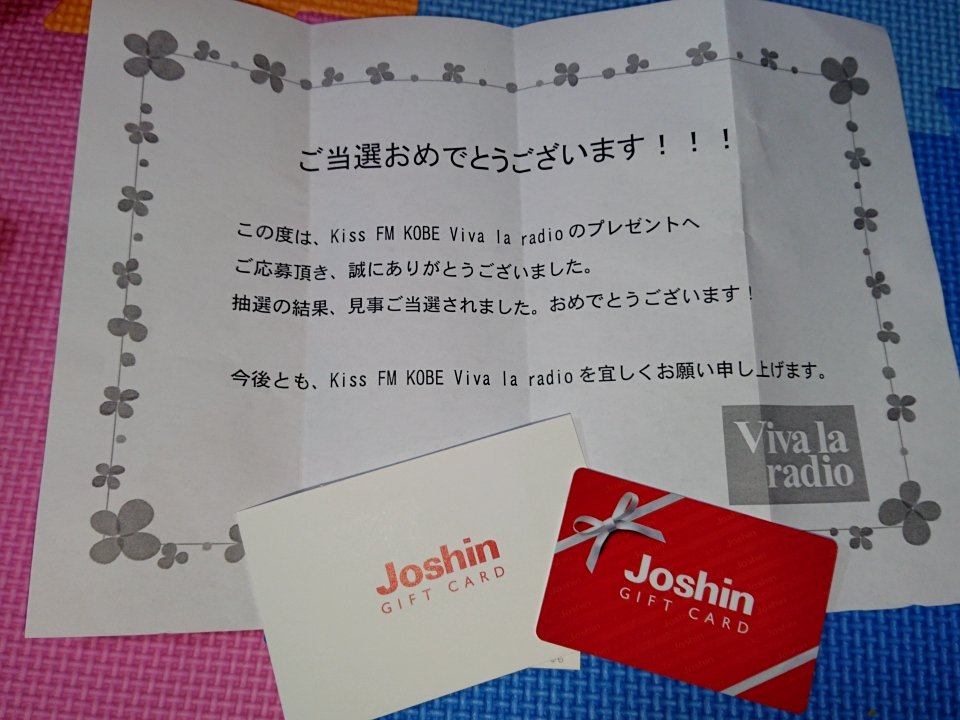 ご当選おめでとうございます！！！
この度は、Kiss FM KOBE Viva la radioのプレゼントへ
ご応募頂き、誠にありがとうございました。
抽選の結果、見事ご当選されました。おめでとうございます！
今後とも、Kiss FM KOBE Viva la radioを宜しくお願い申し上げます。
Viva la
radio
Joshin
GIFT CARD
Joshin
GIFT CARD